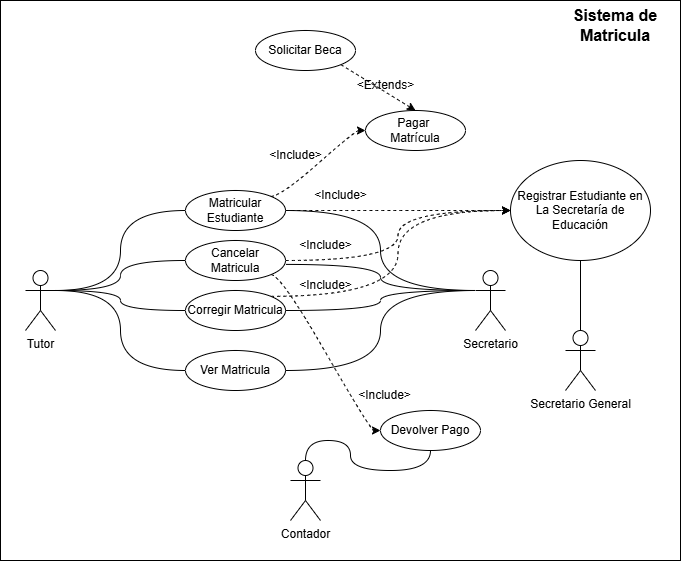 Sistema de
Matricula
Solicitar Beca
<Extends>
Pagar
Matrícula
<Include>
Matricular
Estudiante
<Include>
Registrar Estudiante en
La Secretaría de
Educación
Cancelar
Matricula
<Include>
<Include>
Corregir Matricula
Tutor
Secretario
Ver Matricula
<Include>
Secretario General
Devolver Pago
Contador